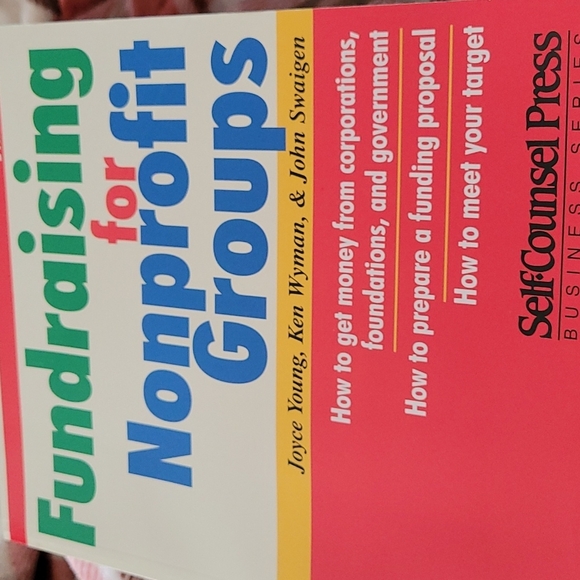 Fundraising
for
Nonprofit
Groups
Joyce Young, Ken Wyman, & John Swaigen
How to get money from corporations,
foundations, and government
How to prepare a funding proposal
How to meet your target
Self-Counsel Press
BUSINESS SERIES